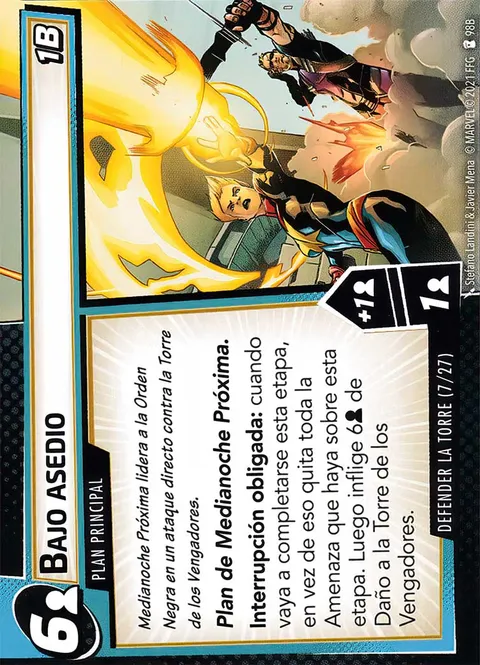 6
BAJO ASEDIO
1B
PLAN PRINCIPAL
Medianoche Próxima lidera a la Orden
Negra en un ataque directo contra la Torre
de los Vengadores.
Plan de Medianoche Próxima.
Interrupción obligada: cuando
vaya a completarse esta etapa,
en vez de eso quita toda la
Amenaza que haya sobre esta
etapa. Luego inflige 6 de
Daño a la Torre de los
Vengadores.
+1
1
DEFENDER LA TORRE (7/27)
Stefano Landini & Javier Mena © MARVEL © 2021 FFG 98B